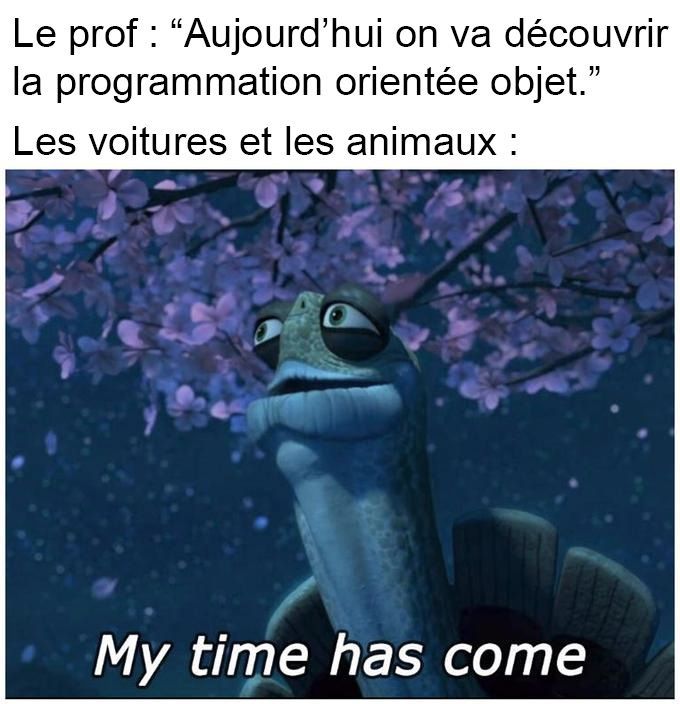 Le prof : “Aujourd’hui on va découvrir
la programmation orientée objet.”
Les voitures et les animaux :
My time has come